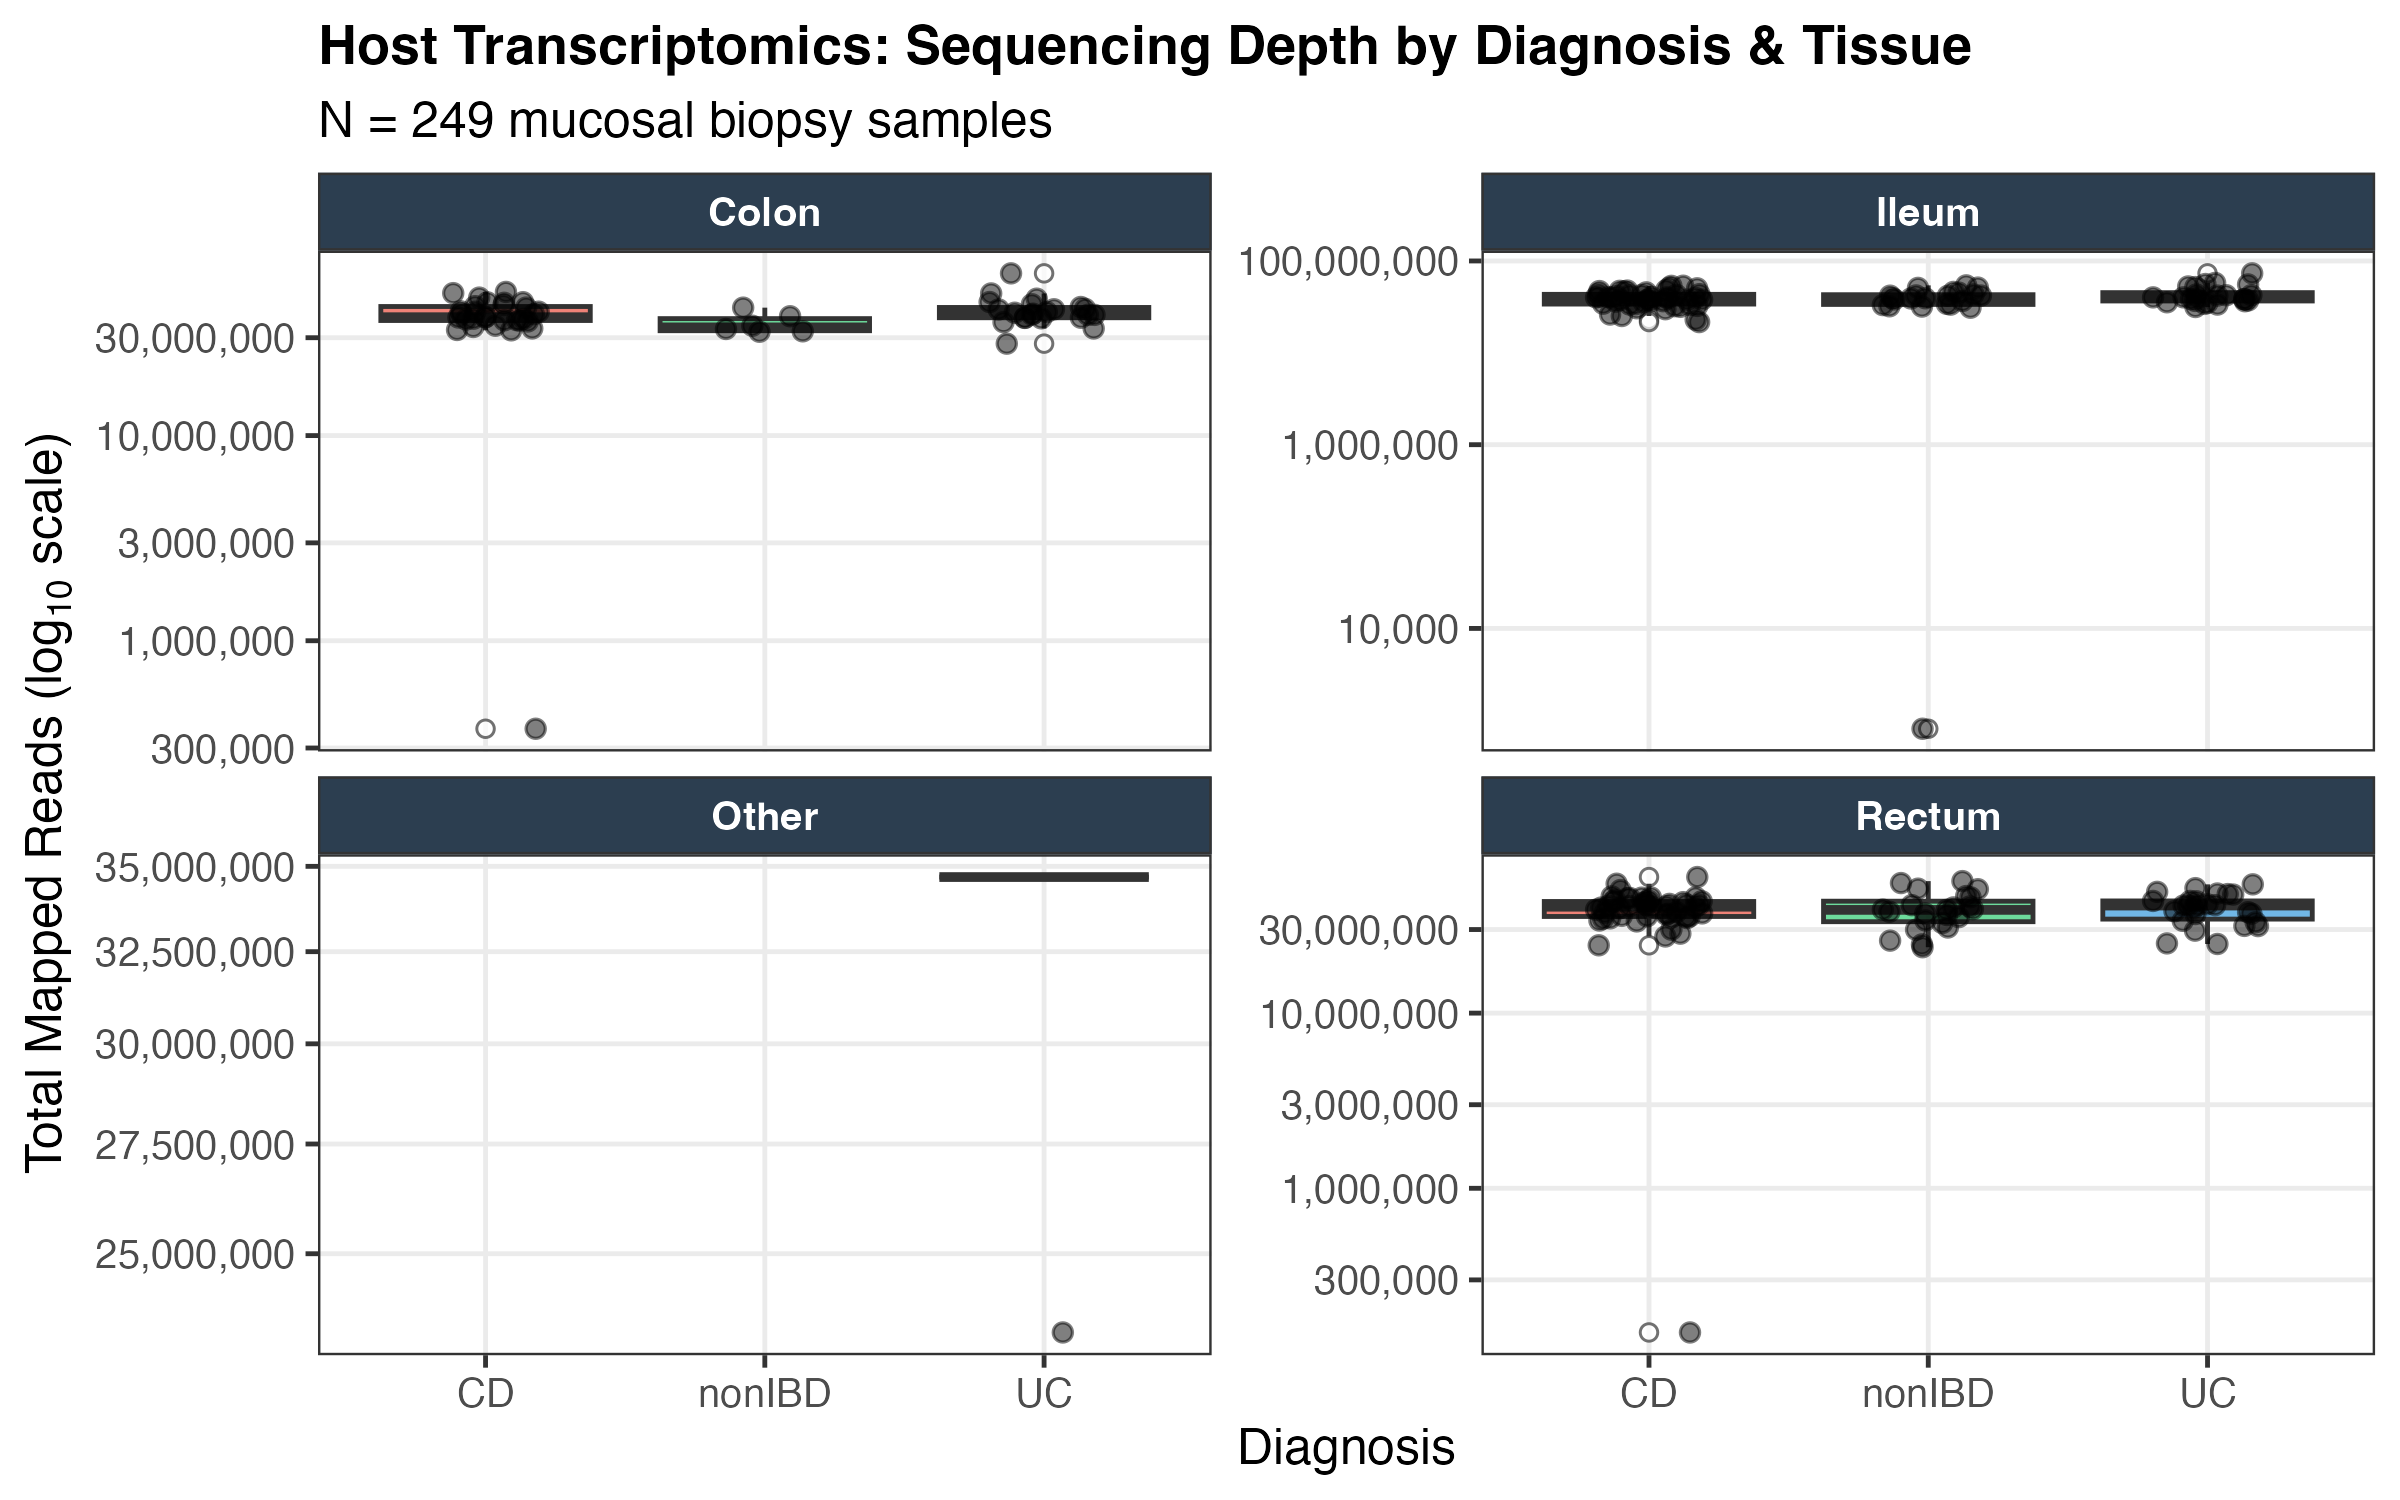 Host Transcriptomics: Sequencing Depth by Diagnosis & Tissue
N = 249 mucosal biopsy samples
Total Mapped Reads (log10 scale)
Colon
30,000,000
10,000,000
3,000,000
1,000,000
300,000
Ileum
100,000,000
1,000,000
10,000
Other
35,000,000
32,500,000
30,000,000
27,500,000
25,000,000
CD nonIBD UC
Rectum
30,000,000
10,000,000
3,000,000
1,000,000
300,000
CD nonIBD UC
Diagnosis